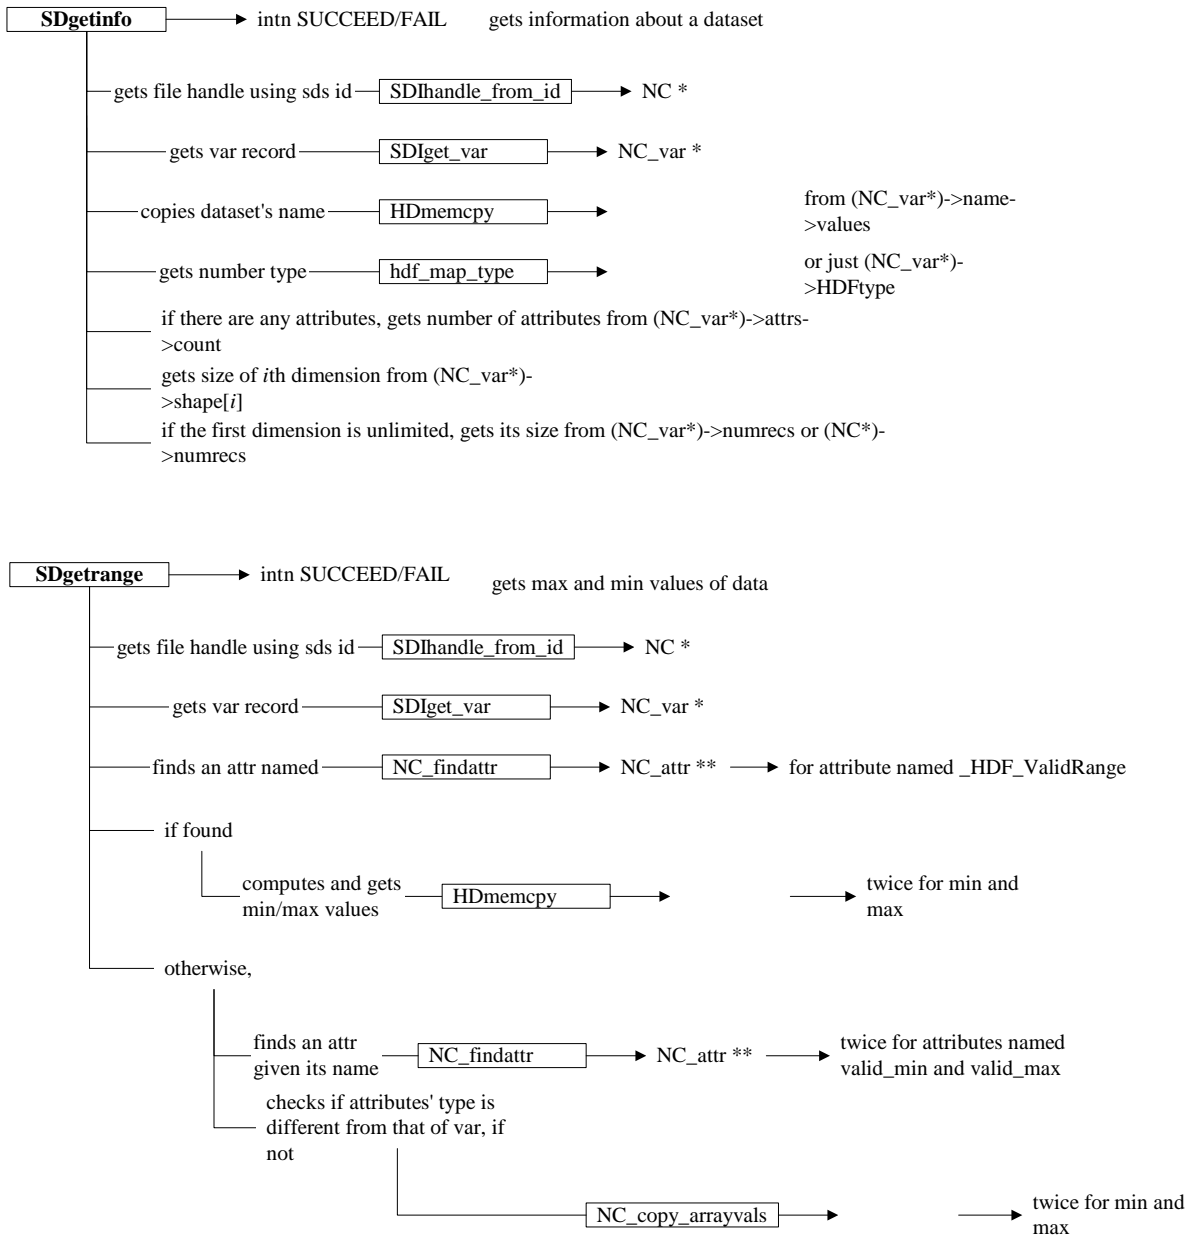 SDgetinfo intn SUCCEED/FAIL gets information about a dataset
gets file handle using sds id SDIhandle_from_id NC *
gets var record SDIget_var NC_var *
copies dataset's name HDmemcpy from (NC_var*)->name-
>values
gets number type hdf_map_type or just (NC_var*)-
>HDFtype
if there are any attributes, gets number of attributes from (NC_var*)->attrs-
>count
gets size of ith dimension from (NC_var*)-
>shape[i]
if the first dimension is unlimited, gets its size from (NC_var*)->numrecs or (NC*)-
>numrecs
SDgetrange intn SUCCEED/FAIL gets max and min values of data
gets file handle using sds id SDIhandle_from_id NC *
gets var record SDIget_var NC_var *
finds an attr named NC_findattr NC_attr ** for attribute named _HDF_ValidRange
if found
computes and gets
min/max values
HDmemcpy
twice for min and
max
otherwise,
finds an attr
given its name
NC_findattr
NC_attr **
twice for attributes named
valid_min and valid_max
checks if attributes' type is
different from that of var, if
not
NC_copy_arrayvals
twice for min and
max